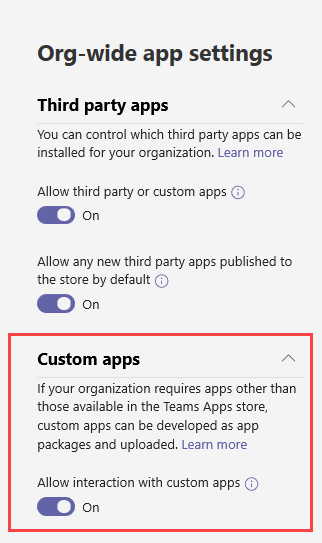 Org-wide app settings
Third party apps
You can control which third party apps can be
installed for your organization. Learn more
Allow third party or custom apps
On
Allow any new third party apps published to
the store by default
On
Custom apps
If your organization requires apps other than
those available in the Teams Apps store,
custom apps can be developed as app
packages and uploaded. Learn more
Allow interaction with custom apps
On